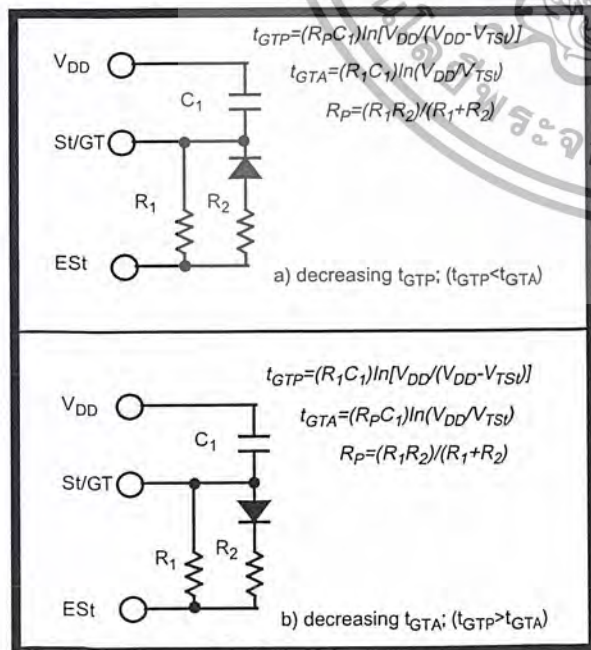 t_GTP=(R_PC_1)ln[V_DD/(V_DD-V_TSt)]
V_DD
t_GTA=(R_1C_1)ln(V_DD/V_TSt)
C_1
R_P=(R_1R_2)/(R_1+R_2)
St/GT
R_1
R_2
ESt
a) decreasing t_GTP; (t_GTP<t_GTA)
t_GTP=(R_1C_1)ln[V_DD/(V_DD-V_TSt)]
V_DD
t_GTA=(R_PC_1)ln(V_DD/V_TSt)
C_1
R_P=(R_1R_2)/(R_1+R_2)
St/GT
R_1
R_2
ESt
b) decreasing t_GTA; (t_GTP>t_GTA)